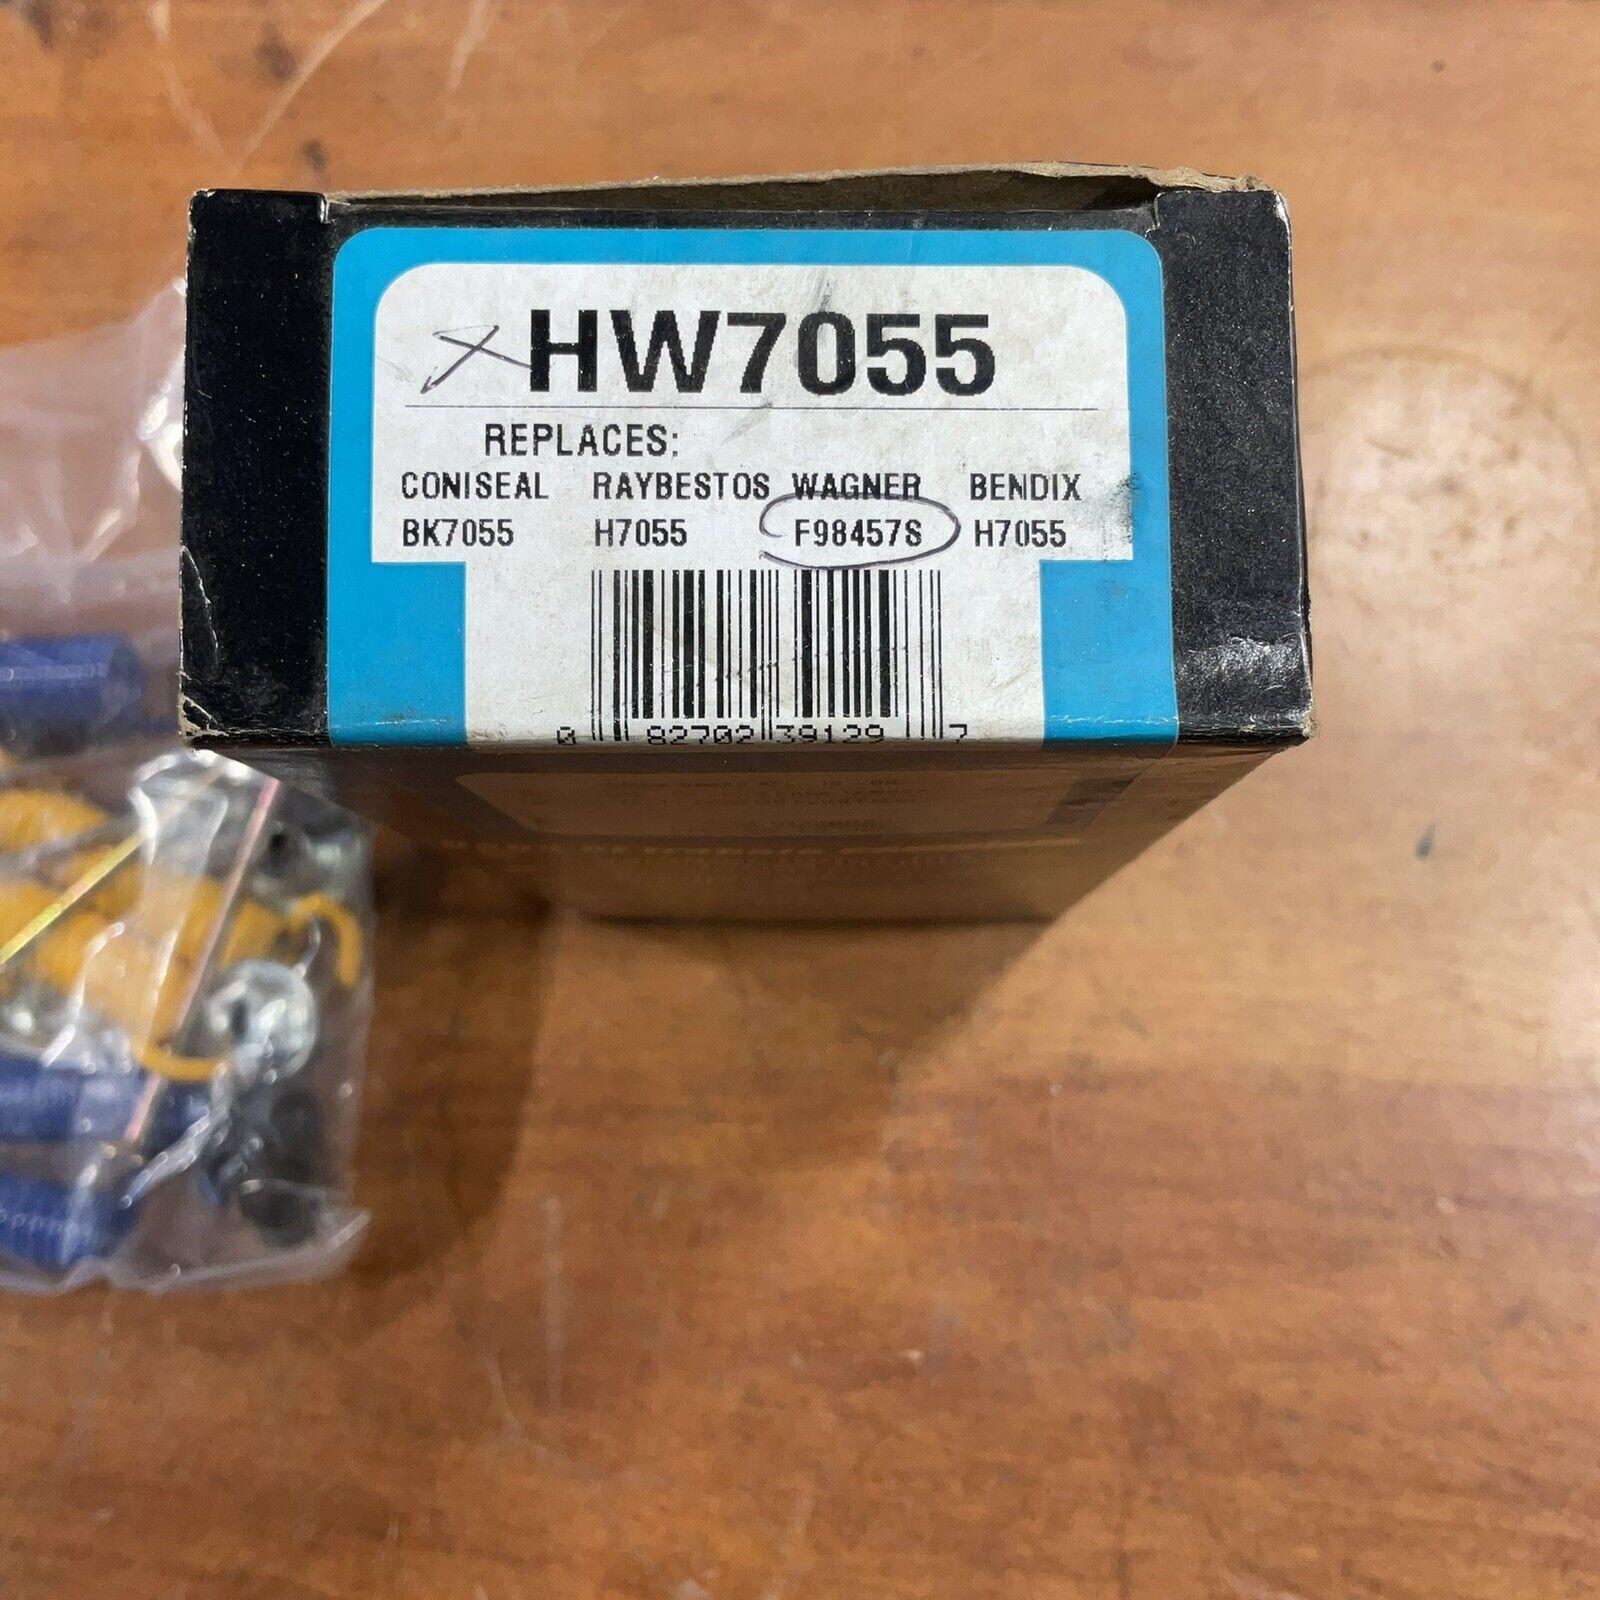 HW7055
REPLACES:
CONISEAL RAYBESTOS WAGNER BENDIX
BK7055 H7055 F98457S H7055
0 82702 39129 7